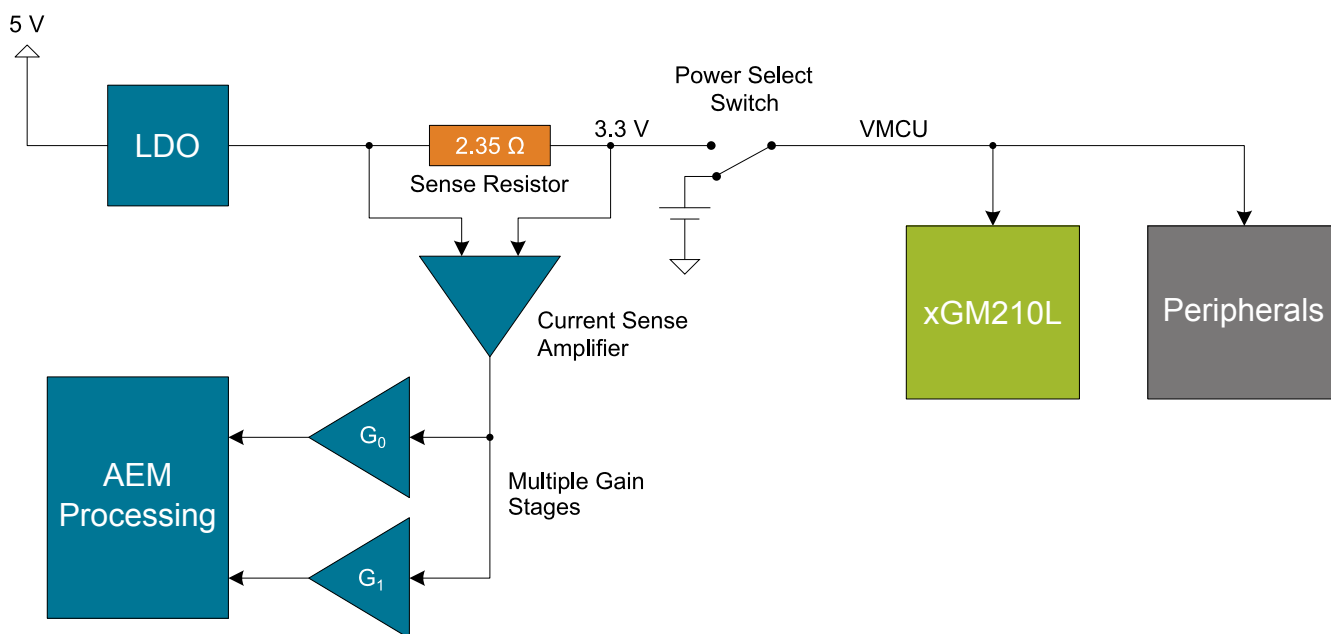 5 V
LDO
2.35 Ω
Sense Resistor
3.3 V
Power Select
Switch
VMCU
xGM210L
Peripherals
Current Sense
Amplifier
AEM
Processing
G₀
Multiple Gain
Stages
G₁